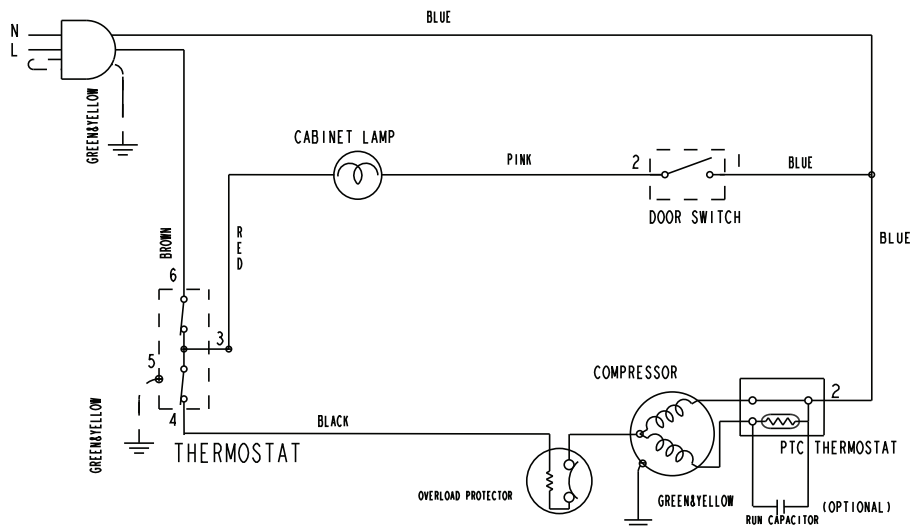 BLUE
N
L
GREEN&YELLOW
CABINET LAMP
PINK
2
1
BLUE
DOOR SWITCH
BROWN
RED
BLUE
6
3
5
4
GREEN&YELLOW
THERMOSTAT
BLACK
COMPRESSOR
2
PTC THERMOSTAT
OVERLOAD PROTECTOR
GREEN&YELLOW
RUN CAPACITOR
(OPTIONAL)